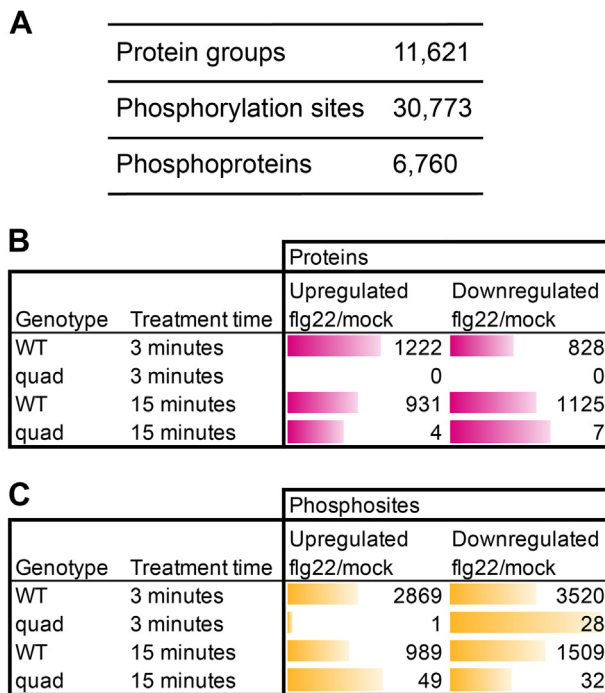 A
Protein groups 11,621
Phosphorylation sites 30,773
Phosphoproteins 6,760
B
Proteins
Upregulated Downregulated
Genotype Treatment time flg22/mock flg22/mock
WT 3 minutes 1222 828
quad 3 minutes 0 0
WT 15 minutes 931 1125
quad 15 minutes 4 7
C
Phosphosites
Upregulated Downregulated
Genotype Treatment time flg22/mock flg22/mock
WT 3 minutes 2869 3520
quad 3 minutes 1 28
WT 15 minutes 989 1509
quad 15 minutes 49 32